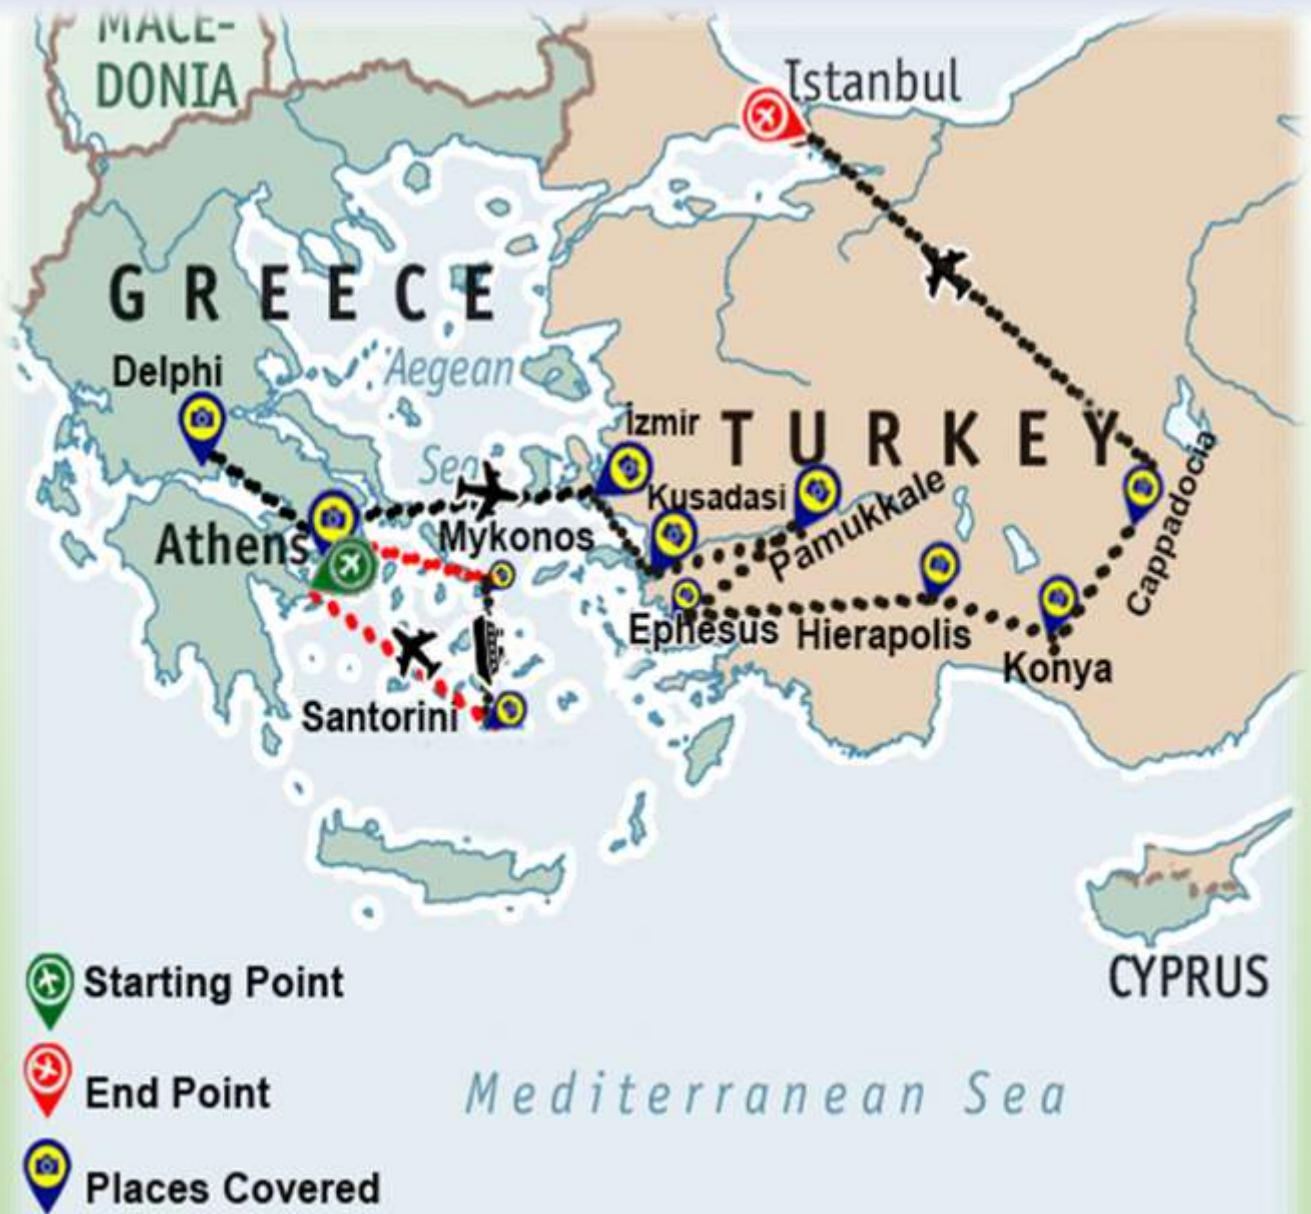 MACE-
DONIA
Istanbul
GREECE
Delphi
Aegean
Sea
İzmir
TURKEY
Kusadasi
Pamukkale
Cappadocia
Mykonos
Athens
Ephesus
Hierapolis
Konya
Santorini
CYPRUS
Starting Point
End Point
Mediterranean Sea
Places Covered